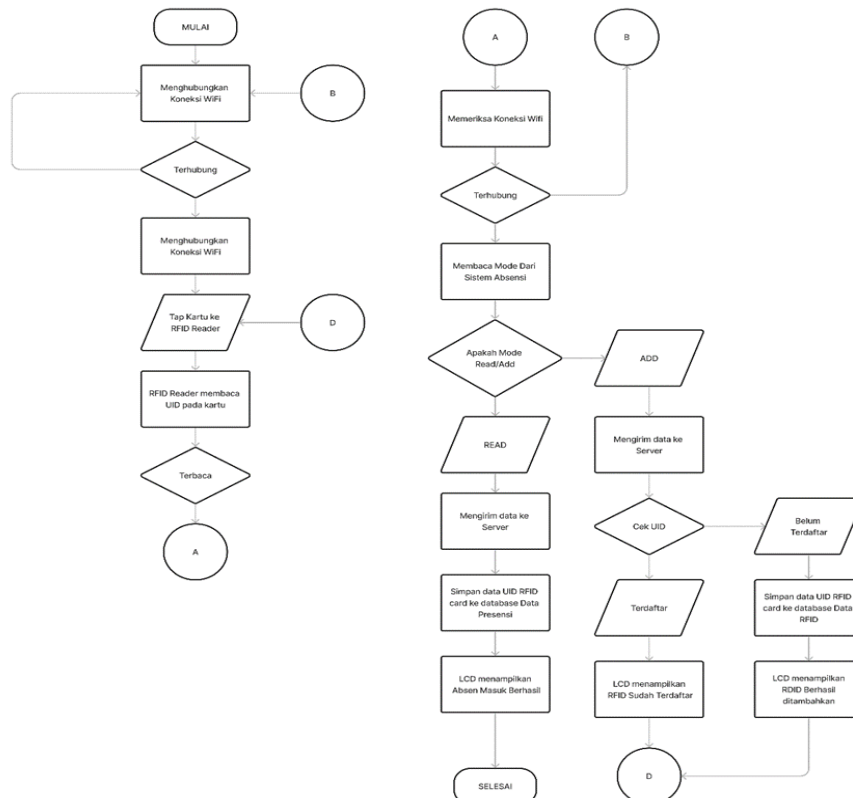 MULAI
Menghubungkan
Koneksi WiFi
B
Terhubung
Menghubungkan
Koneksi WiFi
Tap Kartu ke
RFID Reader
D
RFID Reader membaca
UID pada kartu
Terbaca
A
A
B
Memeriksa Koneksi Wifi
Terhubung
Membaca Mode Dari
Sistem Absensi
Apakah Mode
Read/Add
ADD
READ
Mengirim data ke
Server
Mengirim data ke
Server
Cek UID
Belum
Terdaftar
Simpan data UID RFID
card ke database Data
Presensi
Terdaftar
Simpan data UID RFID
card ke database Data
RFID
LCD menampilkan
Absen Masuk Berhasil
LCD menampilkan
RFID Sudah Terdaftar
LCD menampilkan
RDID Berhasil
ditambahkan
SELESAI
D